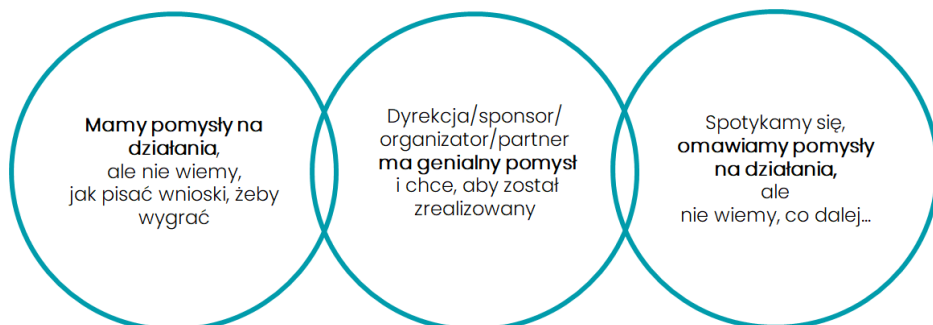 Mamy pomysły na
działania,
ale nie wiemy,
jak pisać wnioski, żeby
wygrać
Dyrekcja/sponsor/
organizator/partner
ma genialny pomysł
i chce, aby został
zrealizowany
Spotykamy się,
omawiamy pomysły
na działania,
ale
nie wiemy, co dalej...